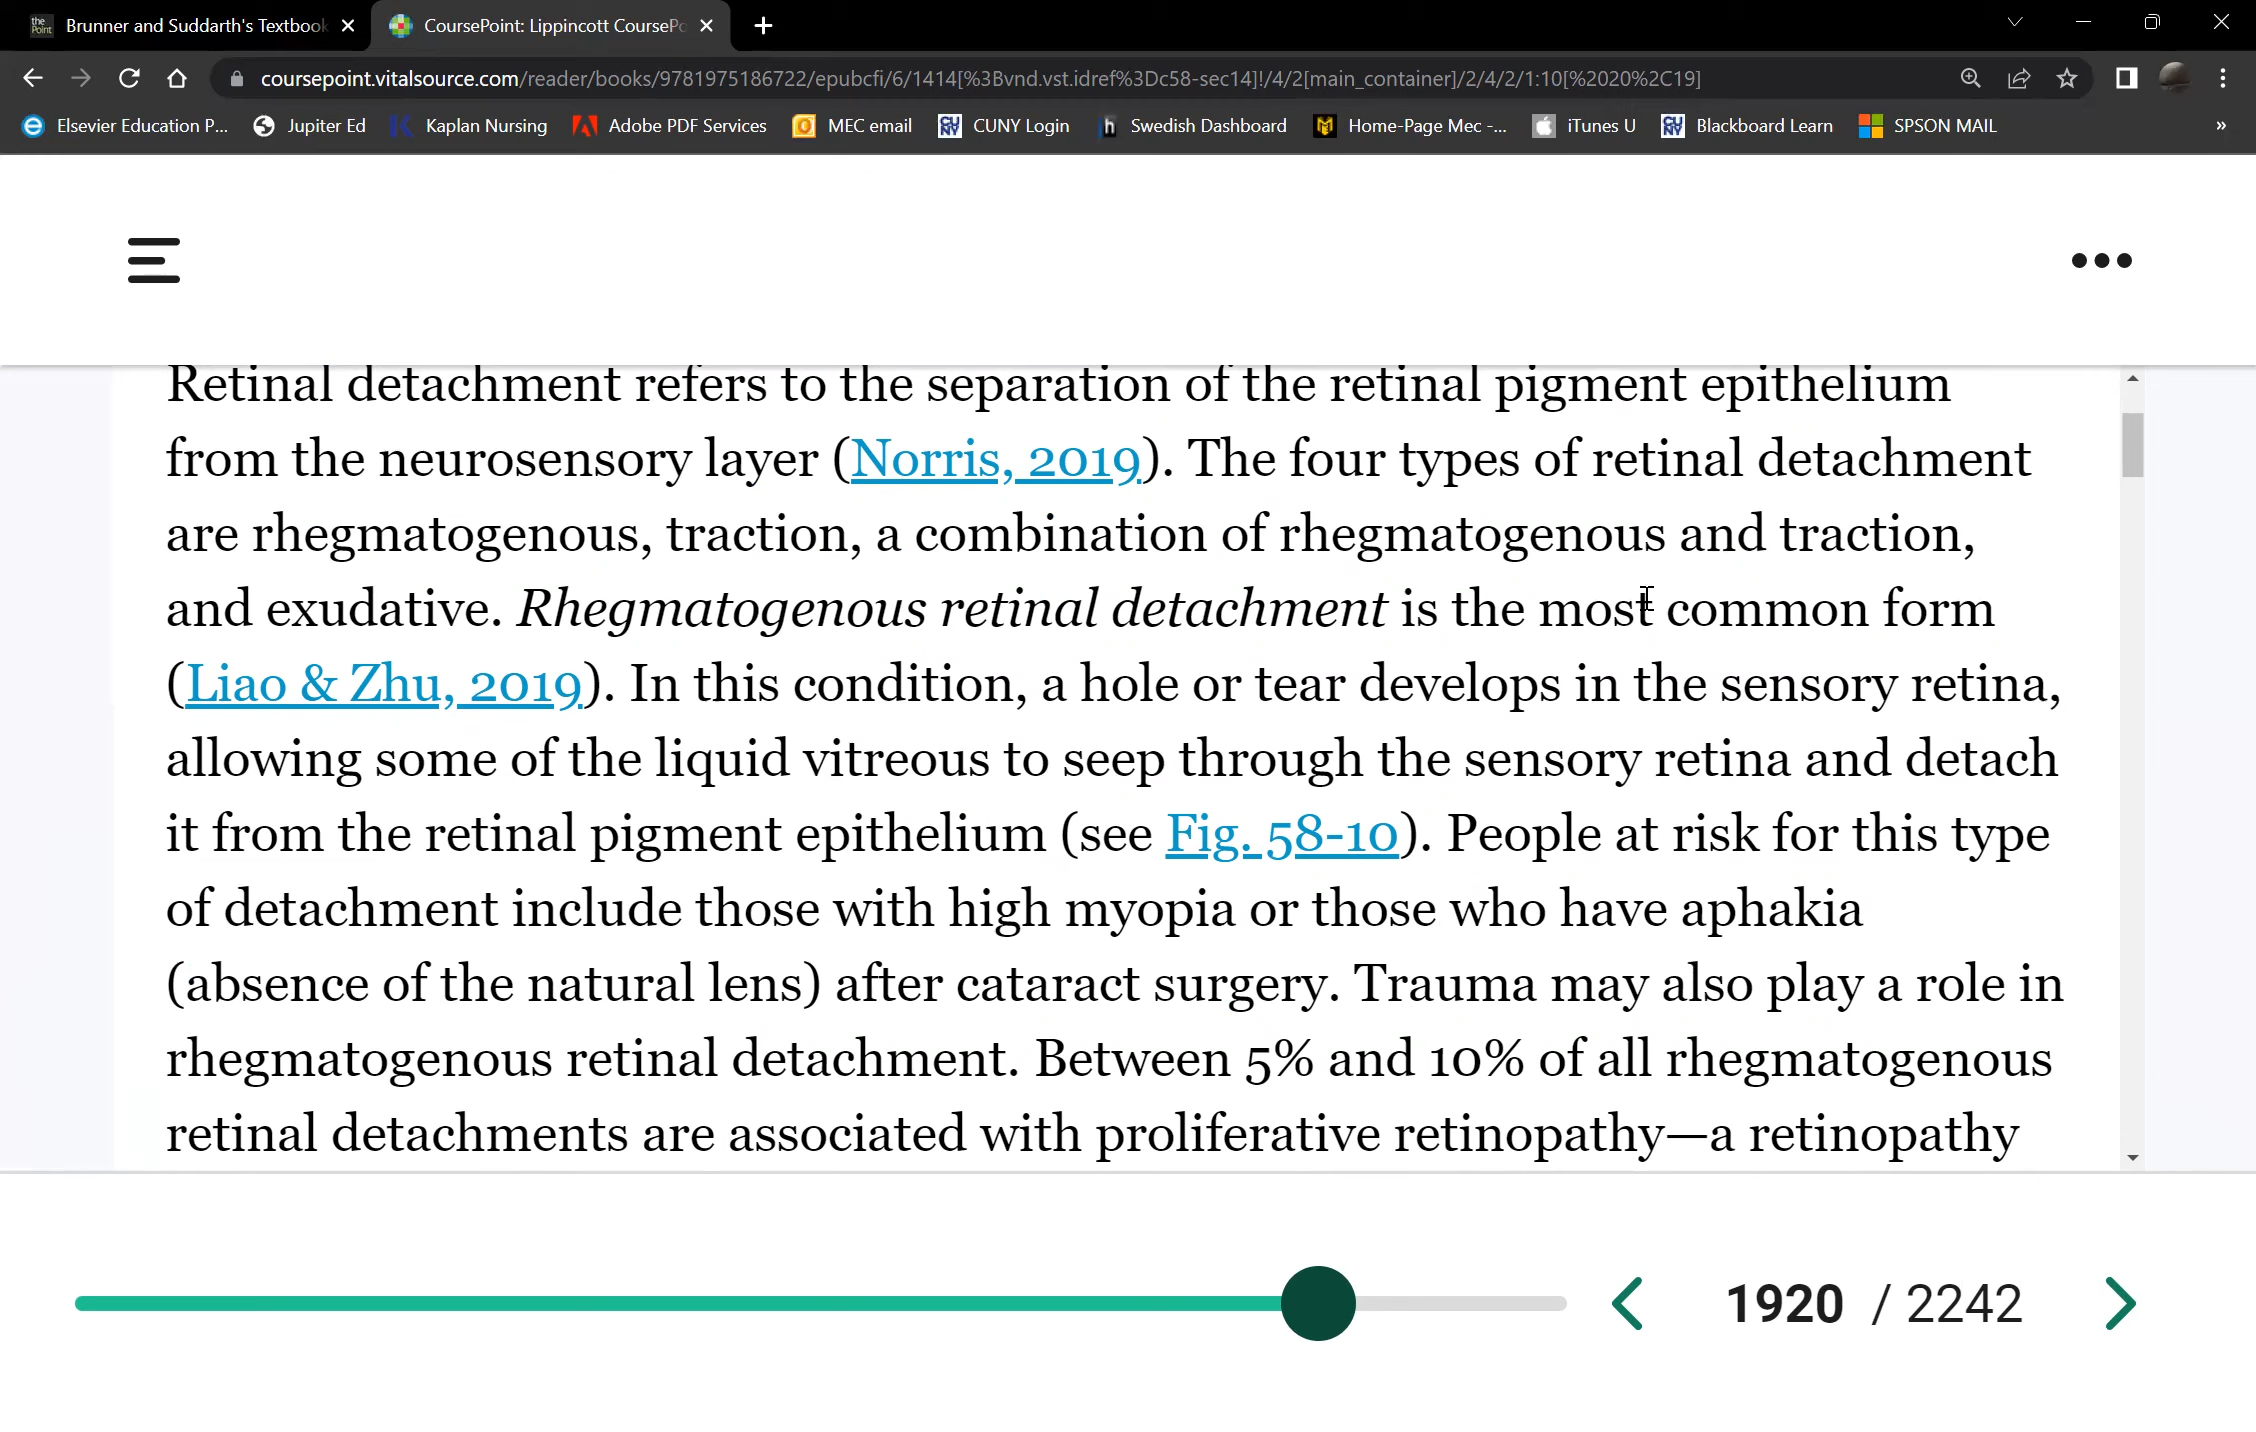 the Point
Brunner and Suddarth's Textbook
CoursePoint: Lippincott CoursePo
coursepoint.vitalsource.com/reader/books/9781975186722/epubcfi/6/1414[%3Bvnd.vst.idref%3Dc58-sec14]!/4/2[main_container]/2/4/2/1:10[%2020%2C19]
Elsevier Education P... Jupiter Ed Kaplan Nursing Adobe PDF Services MEC email CUNY Login Swedish Dashboard Home-Page Mec -... iTunes U Blackboard Learn SPSON MAIL »
Retinal detachment refers to the separation of the retinal pigment epithelium
from the neurosensory layer (Norris, 2019). The four types of retinal detachment
are rhegmatogenous, traction, a combination of rhegmatogenous and traction,
and exudative. Rhegmatogenous retinal detachment is the most common form
(Liao & Zhu, 2019). In this condition, a hole or tear develops in the sensory retina,
allowing some of the liquid vitreous to seep through the sensory retina and detach
it from the retinal pigment epithelium (see Fig. 58-10). People at risk for this type
of detachment include those with high myopia or those who have aphakia
(absence of the natural lens) after cataract surgery. Trauma may also play a role in
rhegmatogenous retinal detachment. Between 5% and 10% of all rhegmatogenous
retinal detachments are associated with proliferative retinopathy—a retinopathy
1920 / 2242